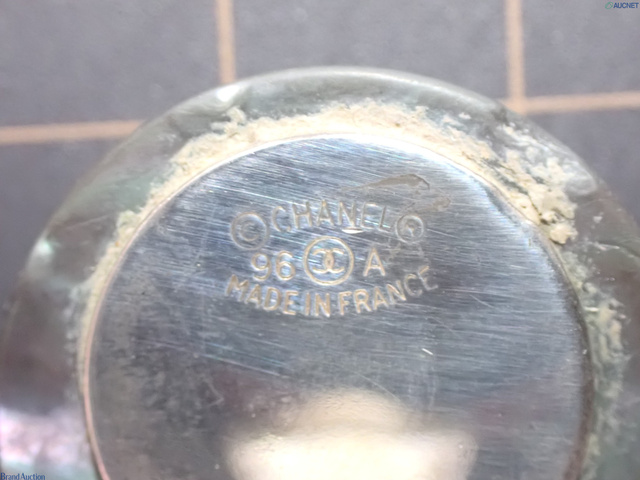 AUCNET
© CHANEL ®
96 A
MADE IN FRANCE
BrandAuction